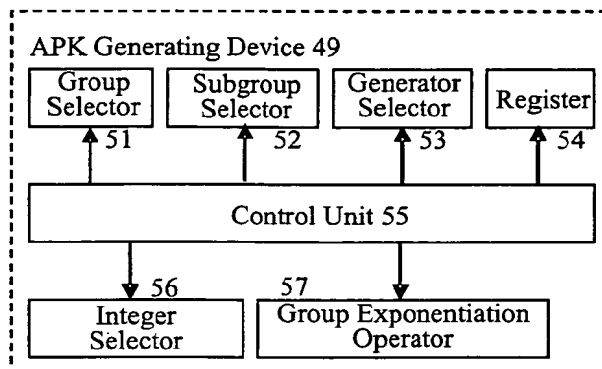 APK Generating Device 49
Group
Selector
51
Subgroup
Selector
52
Generator
Selector
53
Register
54
Control Unit 55
56
Integer
Selector
57
Group Exponentiation
Operator